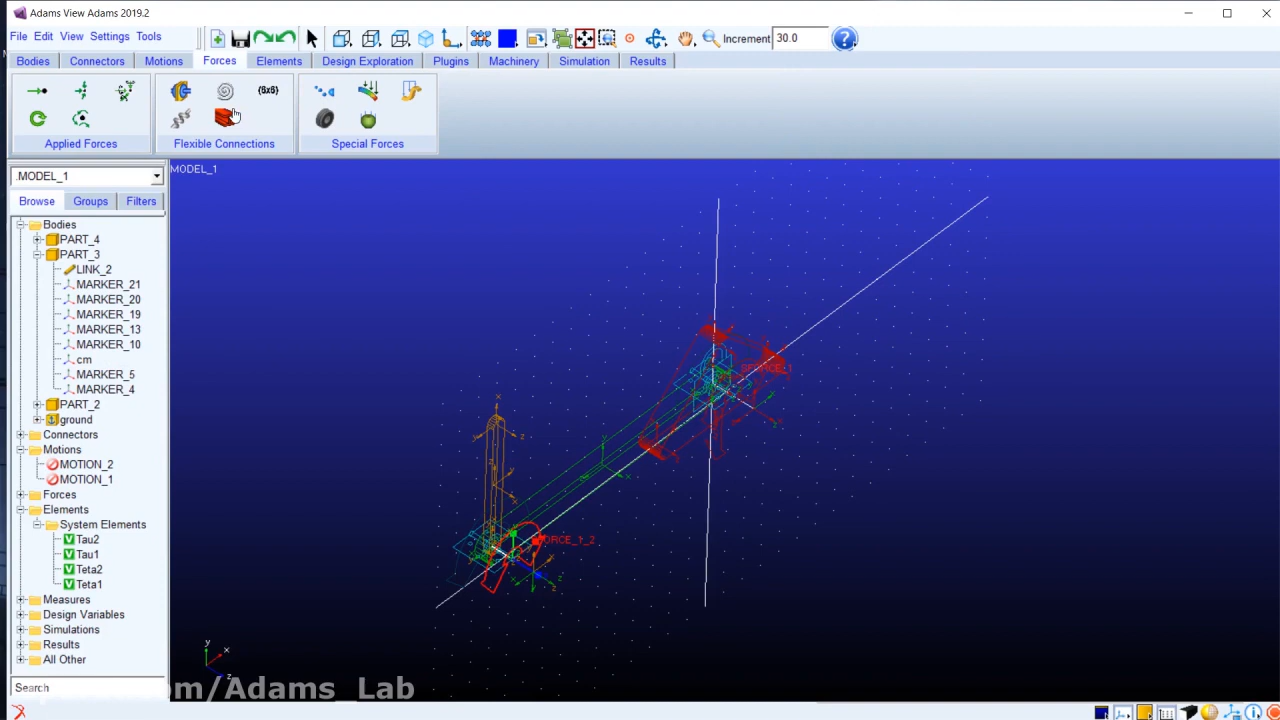 Adams View Adams 2019.2
File Edit View Settings Tools
Increment 30.0
Bodies Connectors Motions Forces Elements Design Exploration Plugins Machinery Simulation Results
(6x6)
Applied Forces Flexible Connections Special Forces
.MODEL_1
MODEL_1
Browse Groups Filters
Bodies
PART_4
PART_3
LINK_2
MARKER_21
MARKER_20
MARKER_19
MARKER_13
MARKER_10
cm
MARKER_5
MARKER_4
PART_2
ground
Connectors
Motions
MOTION_2
MOTION_1
Forces
Elements
System Elements
Tau2
Tau1
Teta2
Teta1
Measures
Design Variables
Simulations
Results
All Other
Search
SFORCE_1
ORCE_1_2
y
x
z
m/Adams_Lab